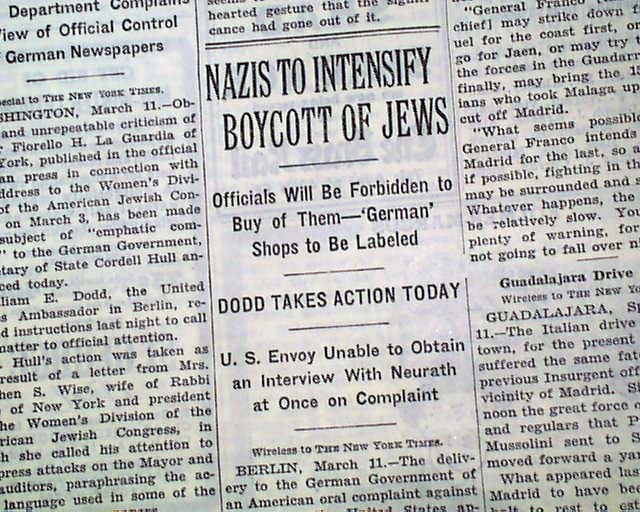 Department Complains
View of Official Control
German Newspapers
Special to THE NEW YORK TIMES.
WASHINGTON, March 11.—Ob-
and unrepeatable criticism of
Fiorello H. La Guardia of
York, published in the official
an press in connection with
address to the Women's Divi-
of the American Jewish Con-
on March 3, has been made
subject of "emphatic com-
" to the German Government,
etary of State Cordell Hull an-
ced today.
liam E. Dodd, the United
s Ambassador in Berlin, re-
d instructions last night to call
matter to official attention.
Hull's action was taken as
result of a letter from Mrs.
hen S. Wise, wife of Rabbi
of New York and president
the Women's Division of the
rican Jewish Congress, in
h she called his attention to
press attacks on the Mayor and
auditors, paraphrasing the ac-
language used in some of the
hearted gesture that the signifi-
cance had gone out of it.
NAZIS TO INTENSIFY
BOYCOTT OF JEWS
Officials Will Be Forbidden to
Buy of Them—'German'
Shops to Be Labeled
DODD TAKES ACTION TODAY
U. S. Envoy Unable to Obtain
an Interview With Neurath
at Once on Complaint
Wireless to THE NEW YORK TIMES.
BERLIN, March 11.—The deliv-
ery to the German Government of
an American oral complaint against
United States
"General Franco
chief] may strike down
uel for the coast first, o
go for Jaen, or may try t
the forces in the Guadarr
finally, may bring the
ians who took Malaga up
cut off Madrid.
"What seems possible
General Franco intends
Madrid for the last, so a
if possible, fighting in th
may be surrounded and s
Whatever happens, the
be relatively slow. Yo
plenty of warning, for
not going to fall over n
Guadalajara Drive
Wireless to THE NEW YO
GUADALAJARA, S
11.—The Italian drive
town, for the present
suffered the same fat
previous Insurgent off
vicinity of Madrid. S
noon the great force o
and regulars that P
Mussolini sent to S
moved forward a yar
What appeared las
Madrid to have be
halt to rest to